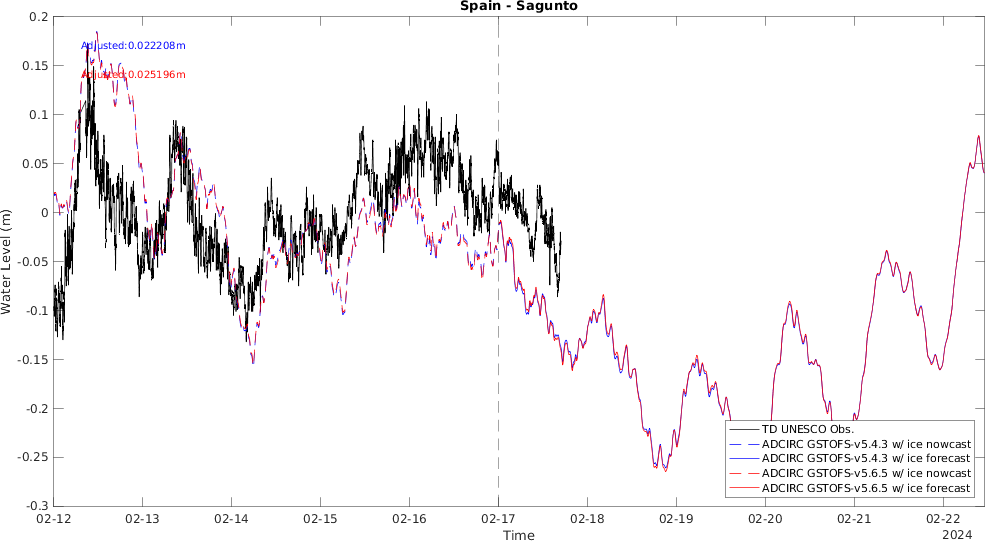 Spain - Sagunto
0.2
0.15
0.1
0.05
0
-0.05
-0.1
-0.15
-0.2
-0.25
-0.3
Water Level (m)
Adjusted:0.022208m
Adjusted:0.025196m
TD UNESCO Obs.
ADCIRC GSTOFS-v5.4.3 w/ ice nowcast
ADCIRC GSTOFS-v5.4.3 w/ ice forecast
ADCIRC GSTOFS-v5.6.5 w/ ice nowcast
ADCIRC GSTOFS-v5.6.5 w/ ice forecast
02-12 02-13 02-14 02-15 02-16 02-17 02-18 02-19 02-20 02-21 02-22
Time
2024